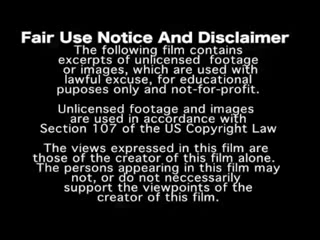 Fair Use Notice And Disclaimer
The following film contains
excerpts of unlicensed footage
or images, which are used with
lawful excuse, for educational
puposes only and not-for-profit.
Unlicensed footage and images
are used in accordance with
Section 107 of the US Copyright Law
The views expressed in this film are
those of the creator of this film alone.
The persons appearing in this film may
not, or do not neccessarily
support the viewpoints of the
creator of this film.